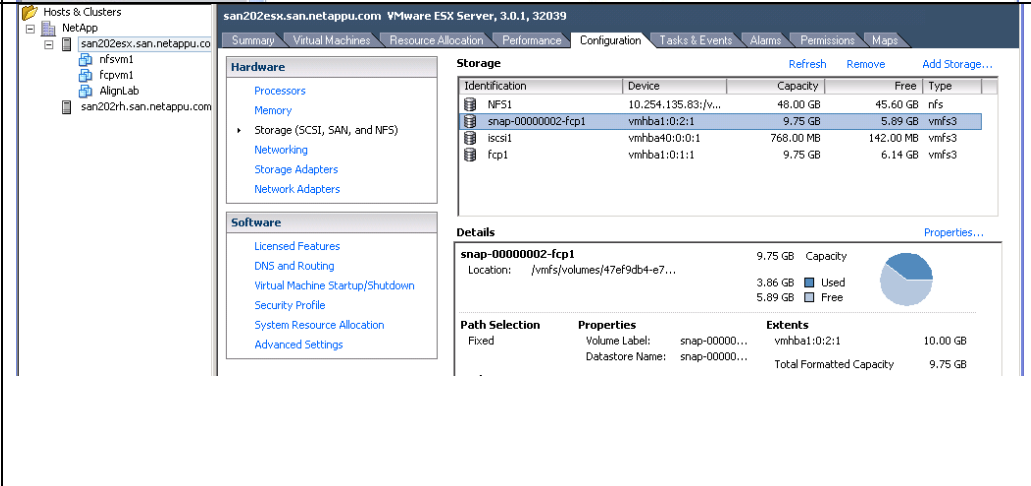 Hosts & Clusters
NetApp
san202esx.san.netappu.co
nfsvm1
fcpvm1
AlignLab
san202rh.san.netappu.com
san202esx.san.netappu.com VMware ESX Server, 3.0.1, 32039
Summary Virtual Machines Resource Allocation Performance Configuration Tasks & Events Alarms Permissions Maps
Hardware
Processors
Memory
Storage (SCSI, SAN, and NFS)
Networking
Storage Adapters
Network Adapters
Software
Licensed Features
DNS and Routing
Virtual Machine Startup/Shutdown
Security Profile
System Resource Allocation
Advanced Settings
Storage Refresh Remove Add Storage...
Identification Device Capacity Free Type
NFS1 10.254.135.83:/v... 48.00 GB 45.60 GB nfs
snap-00000002-fcp1 vmhba1:0:2:1 9.75 GB 5.89 GB vmfs3
iscsi1 vmhba40:0:0:1 768.00 MB 142.00 MB vmfs3
fcp1 vmhba1:0:1:1 9.75 GB 6.14 GB vmfs3
Details Properties...
snap-00000002-fcp1 9.75 GB Capacity
Location: /vmfs/volumes/47ef9db4-e7...
3.86 GB Used
5.89 GB Free
Path Selection Properties Extents
Fixed Volume Label: snap-00000... vmhba1:0:2:1 10.00 GB
Datastore Name: snap-00000...
Total Formatted Capacity 9.75 GB